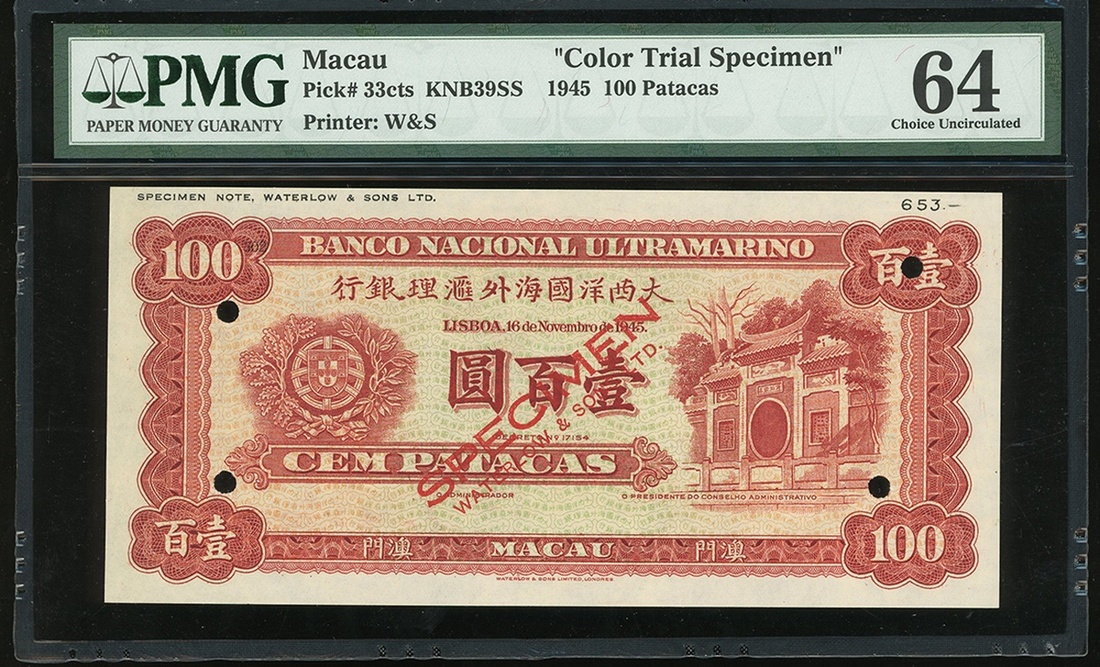 PMG
PAPER MONEY GUARANTY
Macau "Color Trial Specimen"
Pick# 33cts KNB39SS 1945 100 Patacas
Printer: W&S
64
Choice Uncirculated
SPECIMEN NOTE, WATERLOW & SONS LTD.
653.—
100 BANCO NACIONAL ULTRAMARINO 百壹
行銀理滙外海國洋西大
LISBOA, 16 de Novembro de 1945.
圓百壹
SPECIMEN
WATERLOW & SONS LTD.
DECRETO Nº 17154
CEM PATACAS
O ADMINISTRADOR
O PRESIDENTE DO CONSELHO ADMINISTRATIVO
百壹 門澳 MACAU 門澳 100
WATERLOW & SONS LIMITED, LONDRES